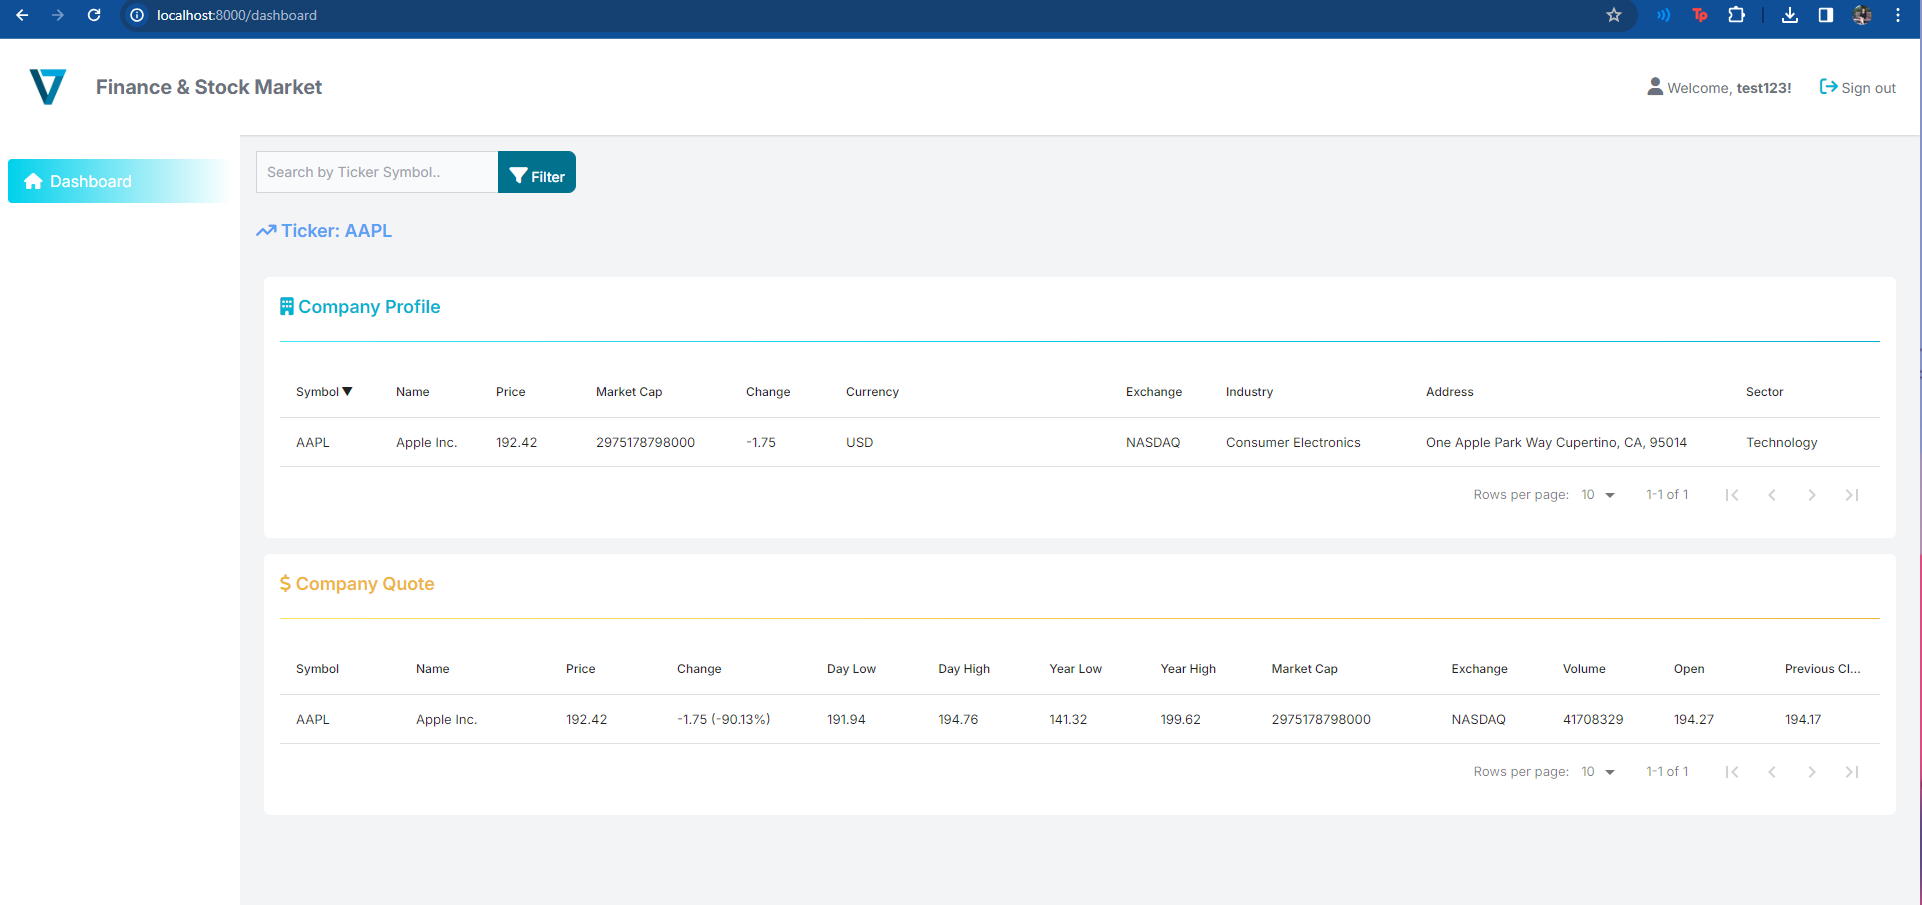 localhost:8000/dashboard
Finance & Stock Market
Welcome, test123!
Sign out
Dashboard
Search by Ticker Symbol..
Filter
Ticker: AAPL
Company Profile
Symbol▼ Name Price Market Cap Change Currency Exchange Industry Address Sector
AAPL Apple Inc. 192.42 2975178798000 -1.75 USD NASDAQ Consumer Electronics One Apple Park Way Cupertino, CA, 95014 Technology
Rows per page: 10 1-1 of 1
$ Company Quote
Symbol Name Price Change Day Low Day High Year Low Year High Market Cap Exchange Volume Open Previous Cl...
AAPL Apple Inc. 192.42 -1.75 (-90.13%) 191.94 194.76 141.32 199.62 2975178798000 NASDAQ 41708329 194.27 194.17
Rows per page: 10 1-1 of 1